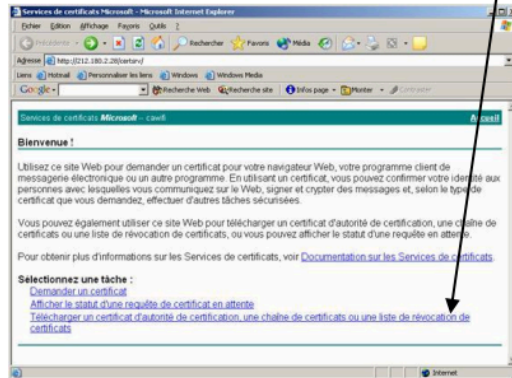 Services de certificats Microsoft - Microsoft Internet Explorer
Fichier Edition Affichage Favoris Outils ?
Précédente Rechercher Favoris Média
Adresse http://212.180.2.28/certsrv/
Liens Hotmail Personnaliser les liens Windows Windows Media
Google Recherche Web Recherche site Infos page Monter
Services de certificats Microsoft -- cawifi Accueil
Bienvenue !
Utilisez ce site Web pour demander un certificat pour votre navigateur Web, votre programme client de
messagerie électronique ou un autre programme. En utilisant un certificat, vous pouvez confirmer votre identité aux
personnes avec lesquelles vous communiquez sur le Web, signer et crypter des messages et, selon le type de
certificat que vous demandez, effectuer d'autres tâches sécurisées.
Vous pouvez également utiliser ce site Web pour télécharger un certificat d'autorité de certification, une chaîne de
certificats ou une liste de révocation de certificats, ou vous pouvez afficher le statut d'une requête en attente.
Pour obtenir plus d'informations sur les Services de certificats, voir Documentation sur les Services de certificats.
Sélectionnez une tâche :
Demander un certificat
Afficher le statut d'une requête de certificat en attente
Télécharger un certificat d'autorité de certification, une chaîne de certificats ou une liste de révocation de
certificats
Internet